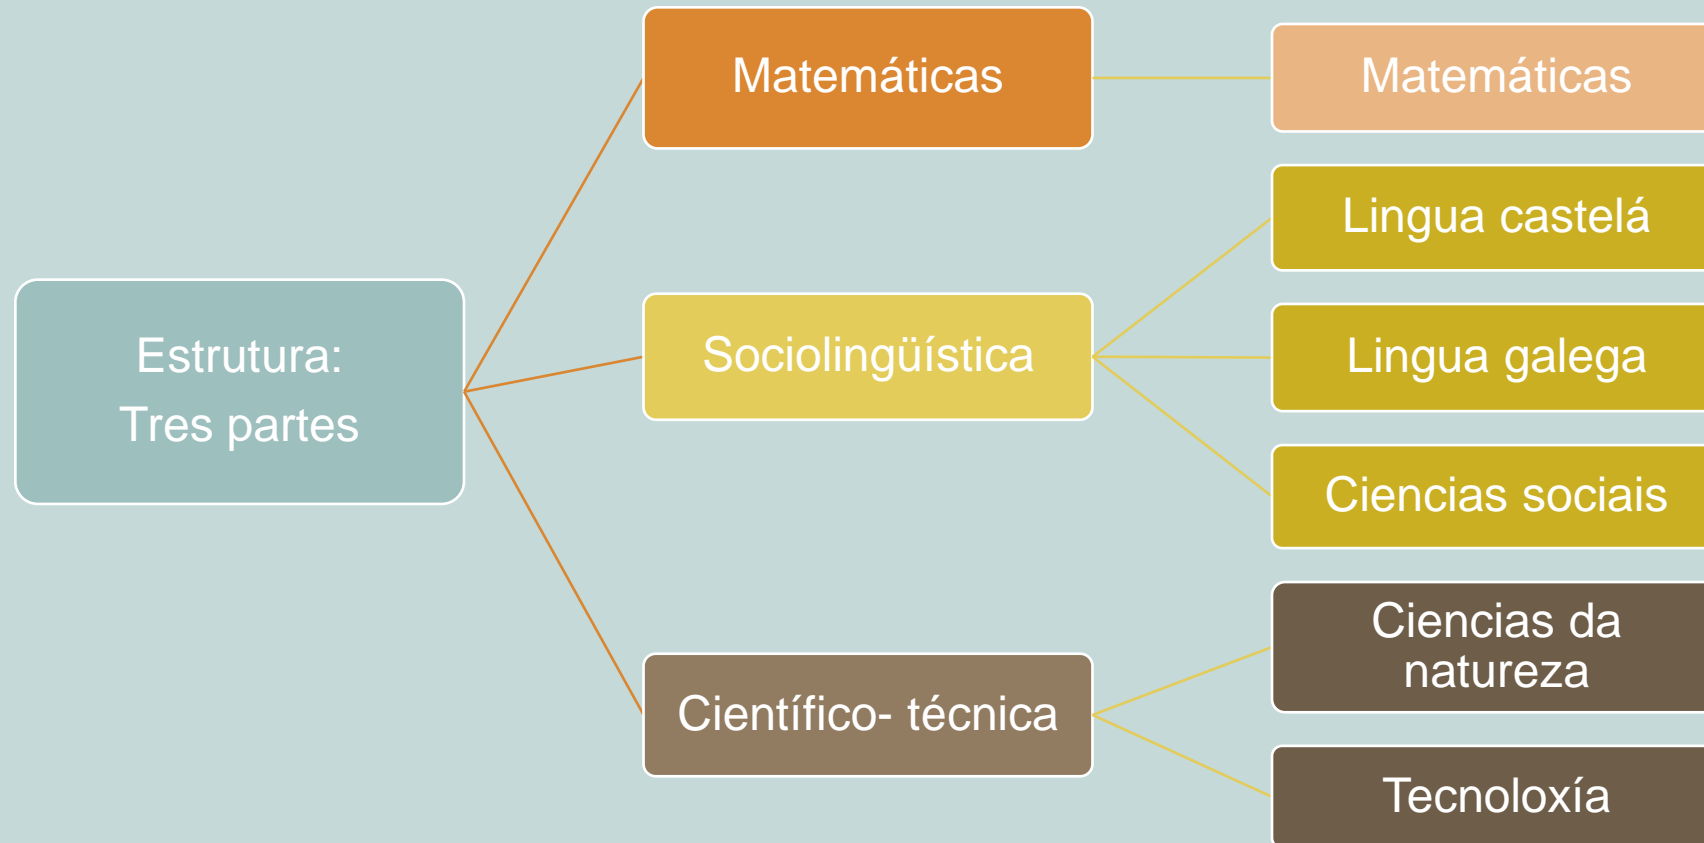 Estrutura:
Tres partes
Matemáticas
Matemáticas
Sociolingüística
Lingua castelá
Lingua galega
Ciencias sociais
Científico- técnica
Ciencias da
natureza
Tecnoloxía